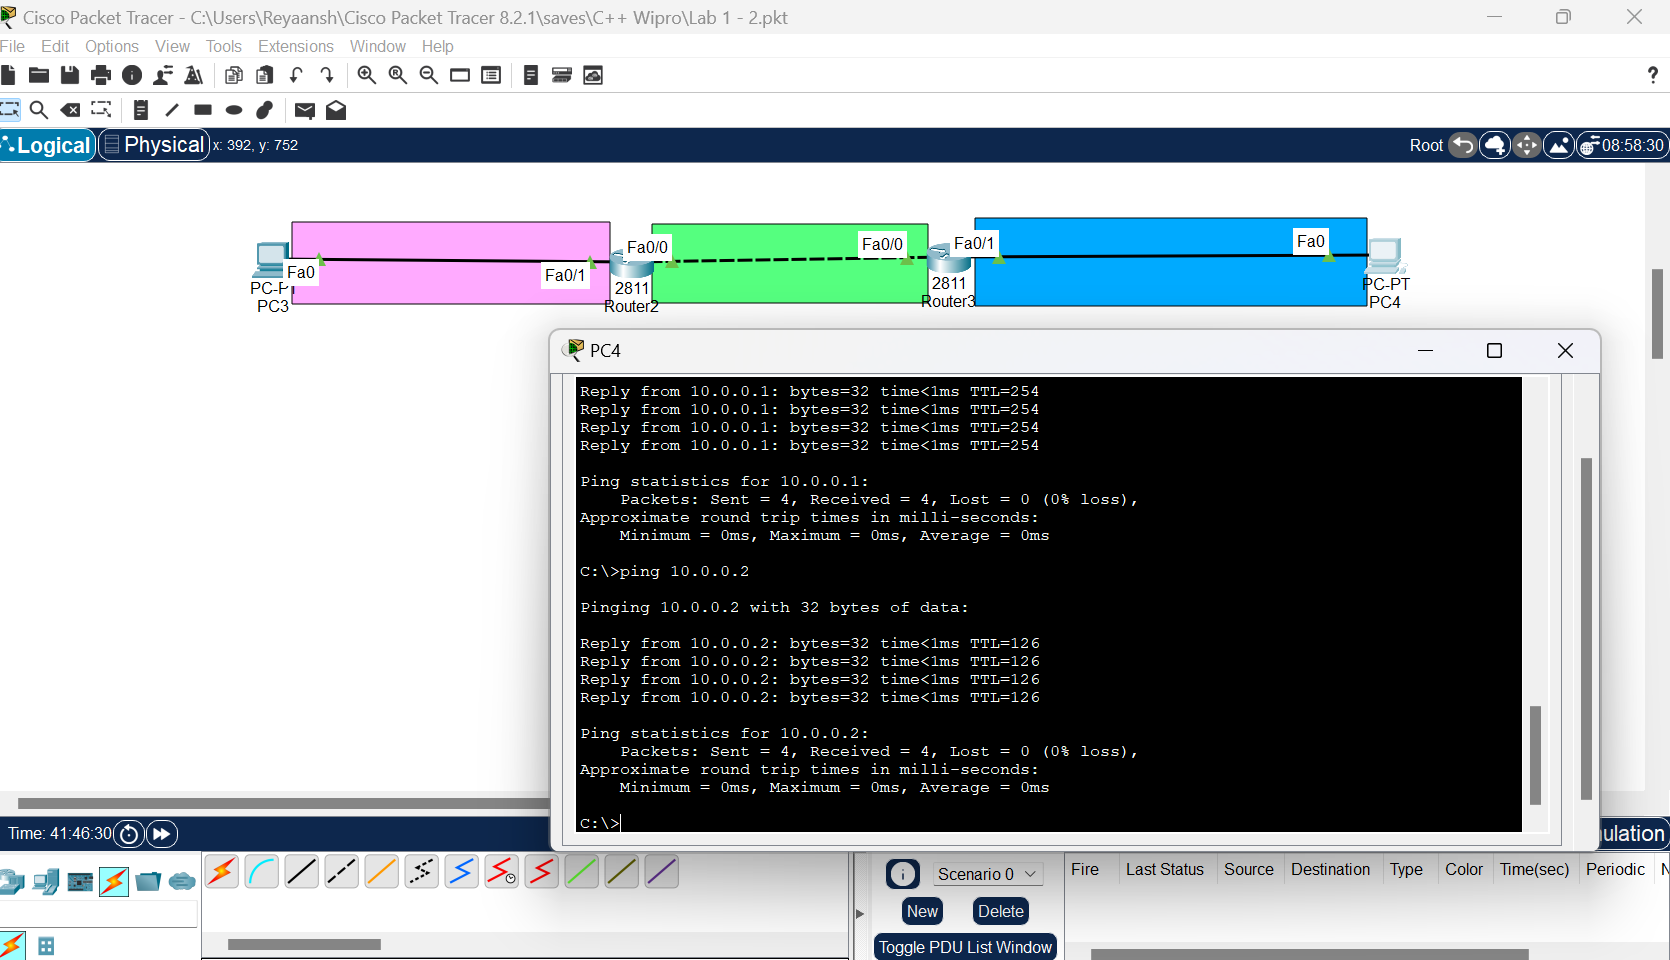 Cisco Packet Tracer - C:\Users\Reyaansh\Cisco Packet Tracer 8.2.1\saves\C++ Wipro\Lab 1 - 2.pkt
File Edit Options View Tools Extensions Window Help
?
Logical Physical x: 392, y: 752 Root 08:58:30
Fa0/0 Fa0/0 Fa0/1 Fa0
Fa0 Fa0/1
PC-PT 2811 2811 PC-PT
PC3 Router2 Router3 PC4
PC4
Reply from 10.0.0.1: bytes=32 time<1ms TTL=254
Reply from 10.0.0.1: bytes=32 time<1ms TTL=254
Reply from 10.0.0.1: bytes=32 time<1ms TTL=254
Reply from 10.0.0.1: bytes=32 time<1ms TTL=254
Ping statistics for 10.0.0.1:
Packets: Sent = 4, Received = 4, Lost = 0 (0% loss),
Approximate round trip times in milli-seconds:
Minimum = 0ms, Maximum = 0ms, Average = 0ms
C:\>ping 10.0.0.2
Pinging 10.0.0.2 with 32 bytes of data:
Reply from 10.0.0.2: bytes=32 time<1ms TTL=126
Reply from 10.0.0.2: bytes=32 time<1ms TTL=126
Reply from 10.0.0.2: bytes=32 time<1ms TTL=126
Reply from 10.0.0.2: bytes=32 time<1ms TTL=126
Ping statistics for 10.0.0.2:
Packets: Sent = 4, Received = 4, Lost = 0 (0% loss),
Approximate round trip times in milli-seconds:
Minimum = 0ms, Maximum = 0ms, Average = 0ms
C:\>
Time: 41:46:30 ulation
Scenario 0 Fire Last Status Source Destination Type Color Time(sec) Periodic N
New Delete
Toggle PDU List Window